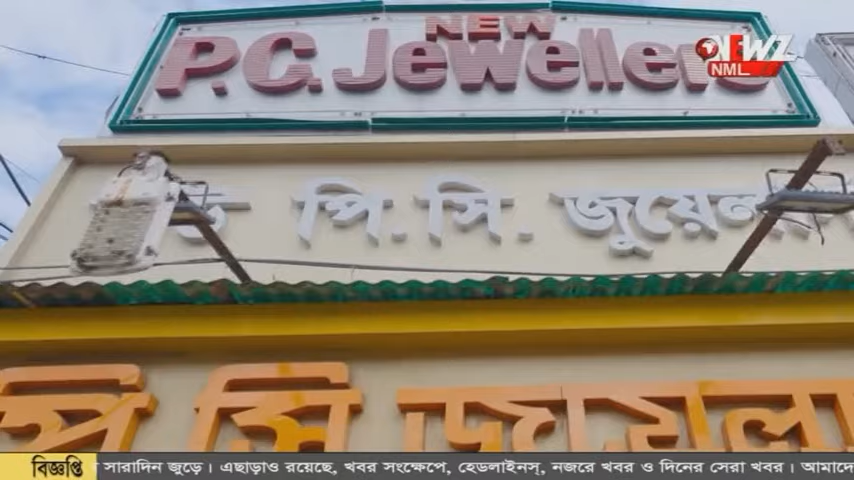 NEW
P.C. Jewellers
NEWZ
NML
পি. সি. জুয়েলার্স
পি সি জুয়েলার্স
বিজ্ঞপ্তি
সারাদিন জুড়ে। এছাড়াও রয়েছে, খবর সংক্ষেপে, হেডলাইনস্, নজরে খবর ও দিনের সেরা খবর। আমাদে